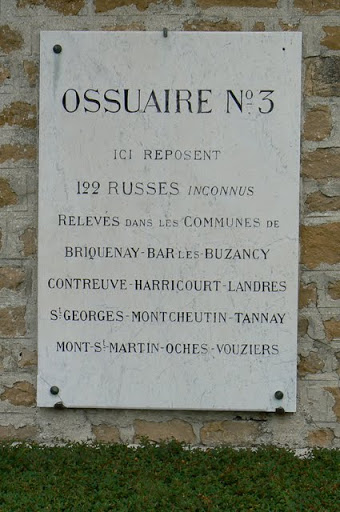 OSSUAIRE Nº 3
ICI REPOSENT
122 RUSSES INCONNUS
RELEVÉS DANS LES COMMUNES DE
BRIQUENAY-BAR LES BUZANCY
CONTREUVE-HARRICOURT-LANDRES
St GEORGES-MONTCHEUTIN-TANNAY
MONT-St MARTIN-OCHES-VOUZIERS